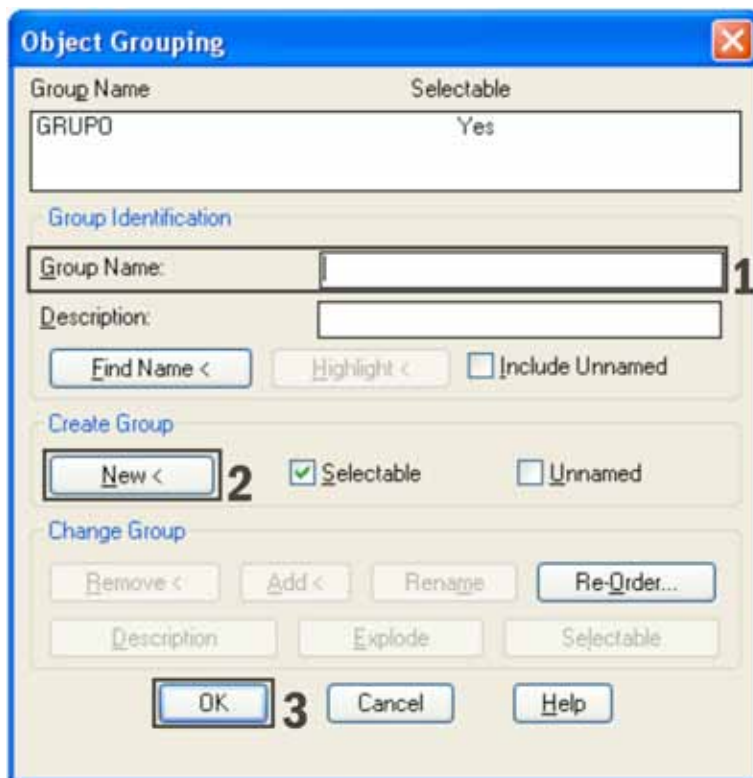 Object Grouping
Group Name Selectable
GRUPO Yes
Group Identification
Group Name: 1
Description:
Find Name < Highlight < Include Unnamed
Create Group
New < 2 Selectable Unnamed
Change Group
Remove < Add < Rename Re-Order...
Description Explode Selectable
OK 3 Cancel Help